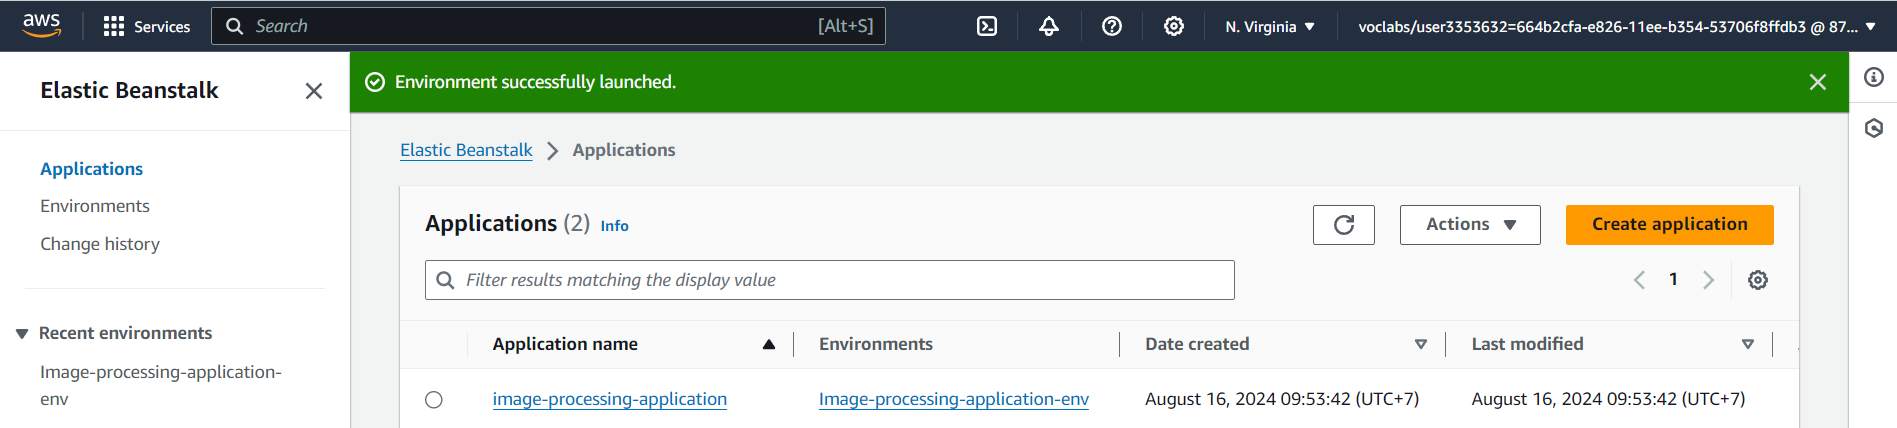 aws
Services
Search
[Alt+S]
N. Virginia
voclabs/user3353632=664b2cfa-e826-11ee-b354-53706f8ffdb3 @ 87...
Elastic Beanstalk
Environment successfully launched.
Applications
Environments
Change history
Recent environments
Image-processing-application-
env
Elastic Beanstalk
Applications
Applications (2) Info
Actions
Create application
Filter results matching the display value
1
Application name
Environments
Date created
Last modified
image-processing-application
Image-processing-application-env
August 16, 2024 09:53:42 (UTC+7)
August 16, 2024 09:53:42 (UTC+7)